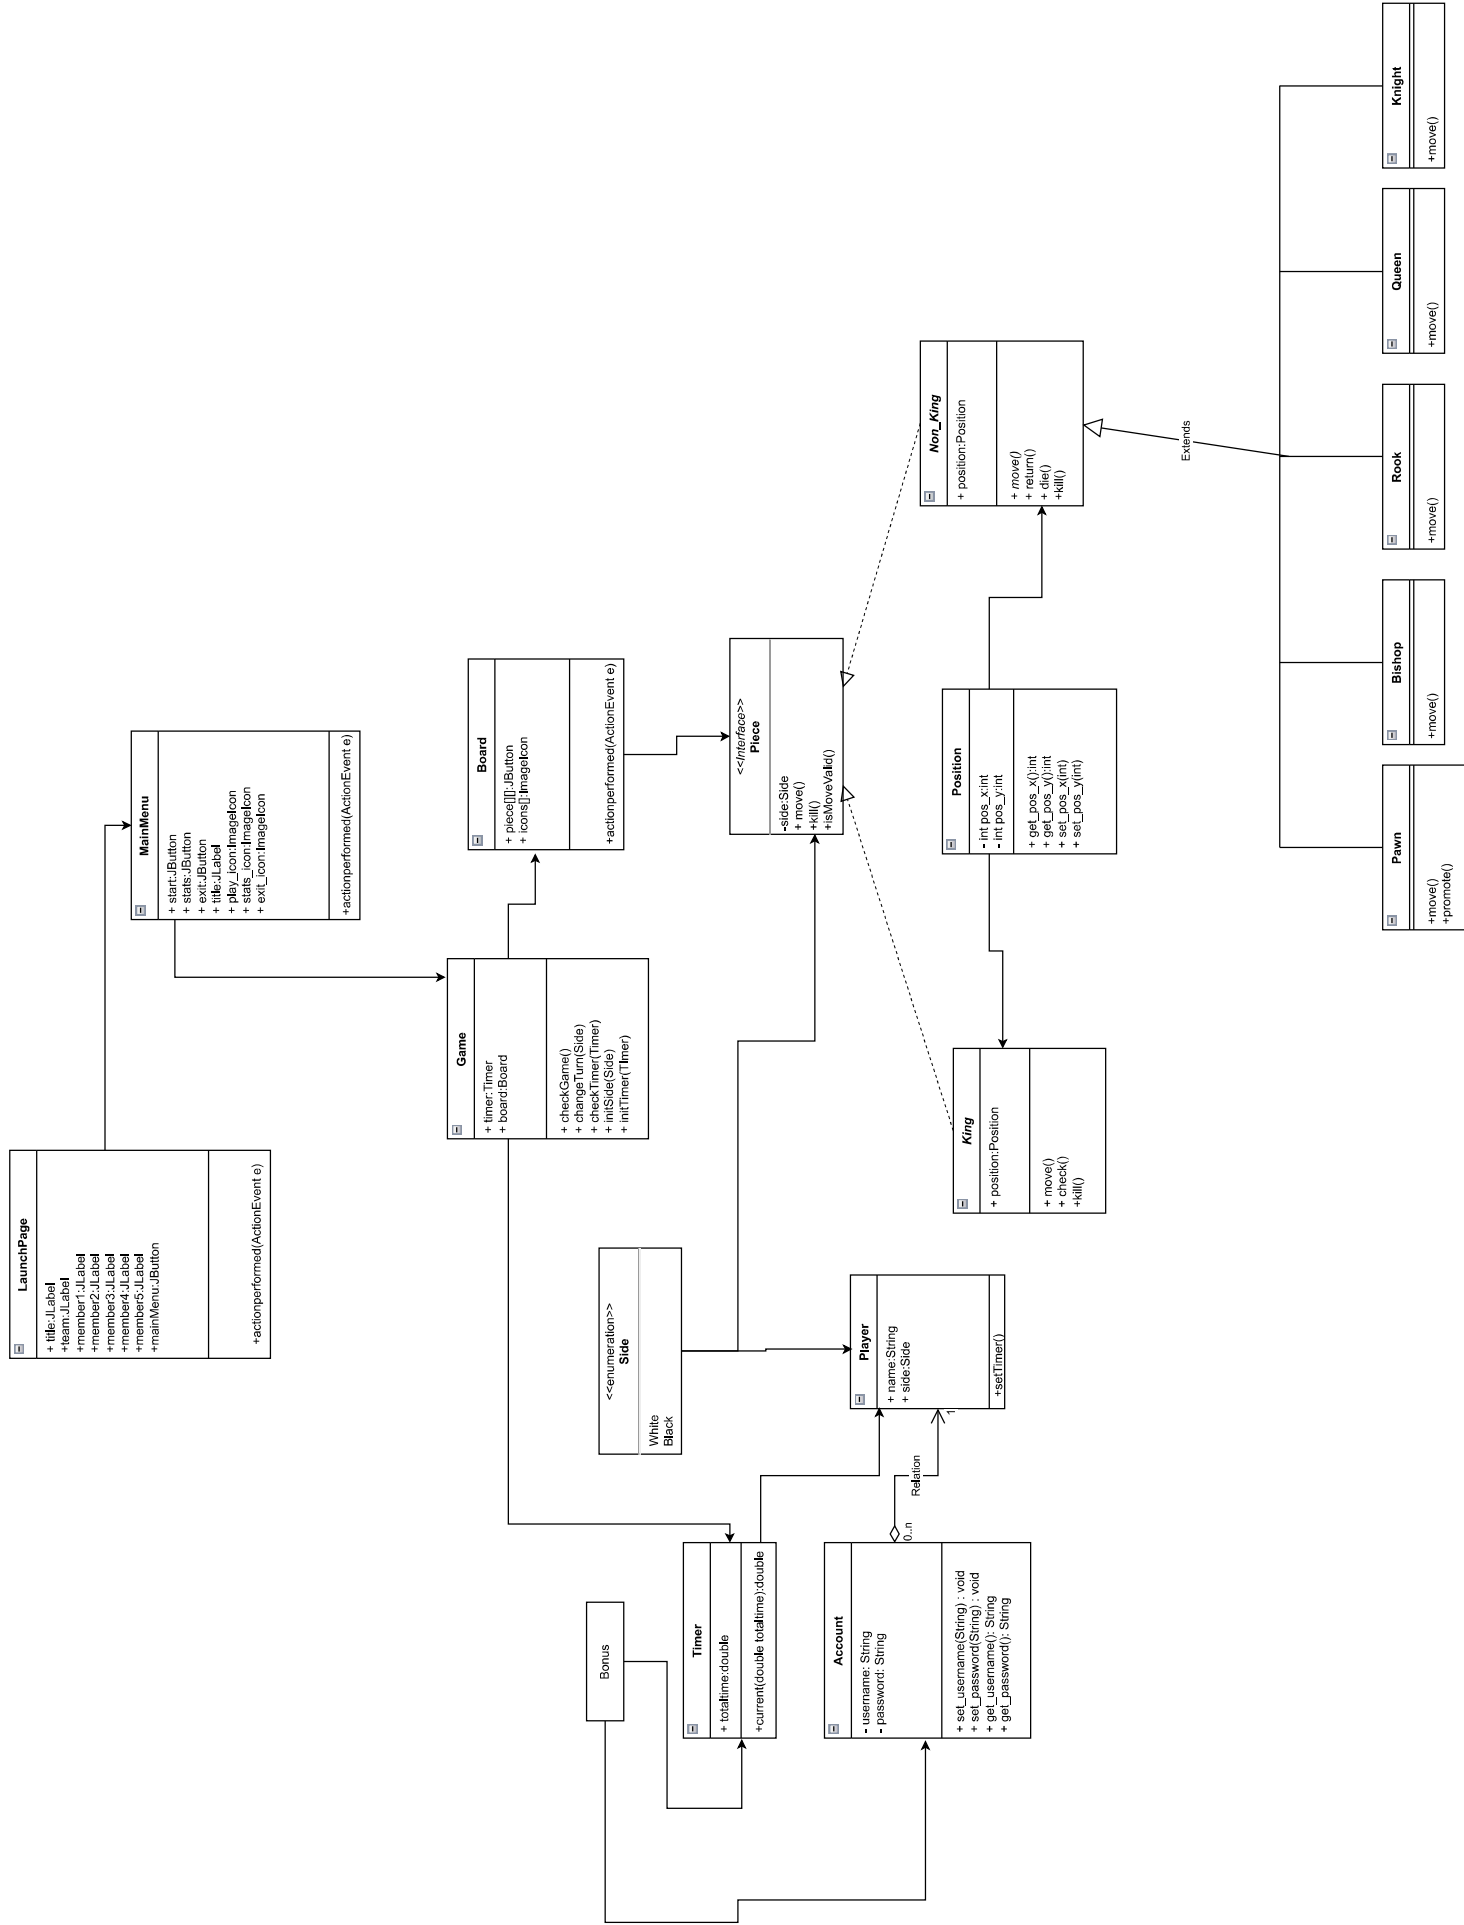 LaunchPage
+ title:JLabel
+team:JLabel
+member1:JLabel
+member2:JLabel
+member3:JLabel
+member4:JLabel
+member5:JLabel
+mainMenu:JButton
+actionperformed(ActionEvent e)
MainMenu
+ start:JButton
+ stats:JButton
+ exit:JButton
+ title:JLabel
+ play_icon:ImageIcon
+ stats_icon:ImageIcon
+ exit_icon:ImageIcon
+actionperformed(ActionEvent e)
Game
+ timer:Timer
+ board:Board
+ checkGame()
+ changeTurn(Side)
+ checkTimer(Timer)
+ initSide(Side)
+ initTimer(TImer)
Board
+ piece[][]:JButton
+ icons[]:ImageIcon
+actionperformed(ActionEvent e)
Bonus
<<enumeration>>
Side
White
Black
Timer
+ totaltime:double
+current(double totaltime):double
<<Interface>>
Piece
-side:Side
+ move()
+kill()
+isMoveValid()
Account
- username: String
- password: String
+ set_username(String) : void
+ set_password(String) : void
+ get_username(): String
+ get_password(): String
0..n
Relation
1
Player
+ name:String
+ side:Side
+setTimer()
King
+ position:Position
+ move()
+ check()
+kill()
Position
- int pos_x:int
- int pos_y:int
+ get_pos_x():int
+ get_pos_y():int
+ set_pos_x(int)
+ set_pos_y(int)
Non_King
+ position:Position
+ move()
+ return()
+ die()
+kill()
Extends
Pawn
+move()
+promote()
Bishop
+move()
Rook
+move()
Queen
+move()
Knight
+move()